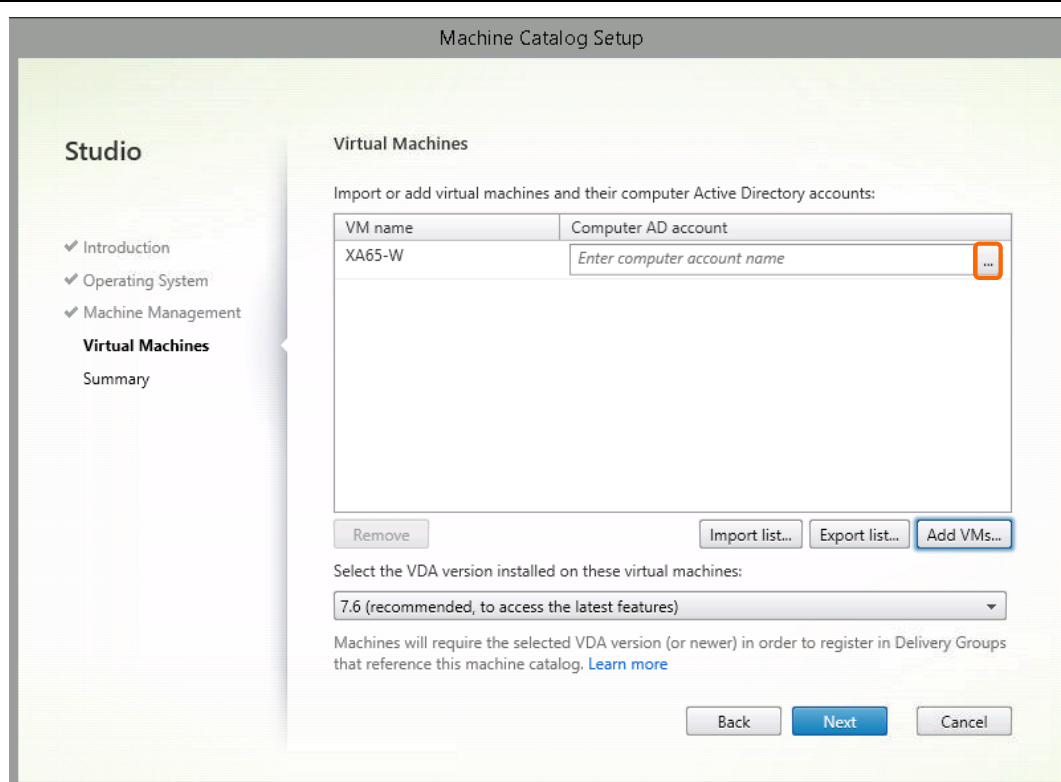 Machine Catalog Setup
Studio
Introduction
Operating System
Machine Management
Virtual Machines
Summary
Virtual Machines
Import or add virtual machines and their computer Active Directory accounts:
VM name Computer AD account
XA65-W Enter computer account name ...
Remove Import list... Export list... Add VMs...
Select the VDA version installed on these virtual machines:
7.6 (recommended, to access the latest features)
Machines will require the selected VDA version (or newer) in order to register in Delivery Groups
that reference this machine catalog. Learn more
Back Next Cancel